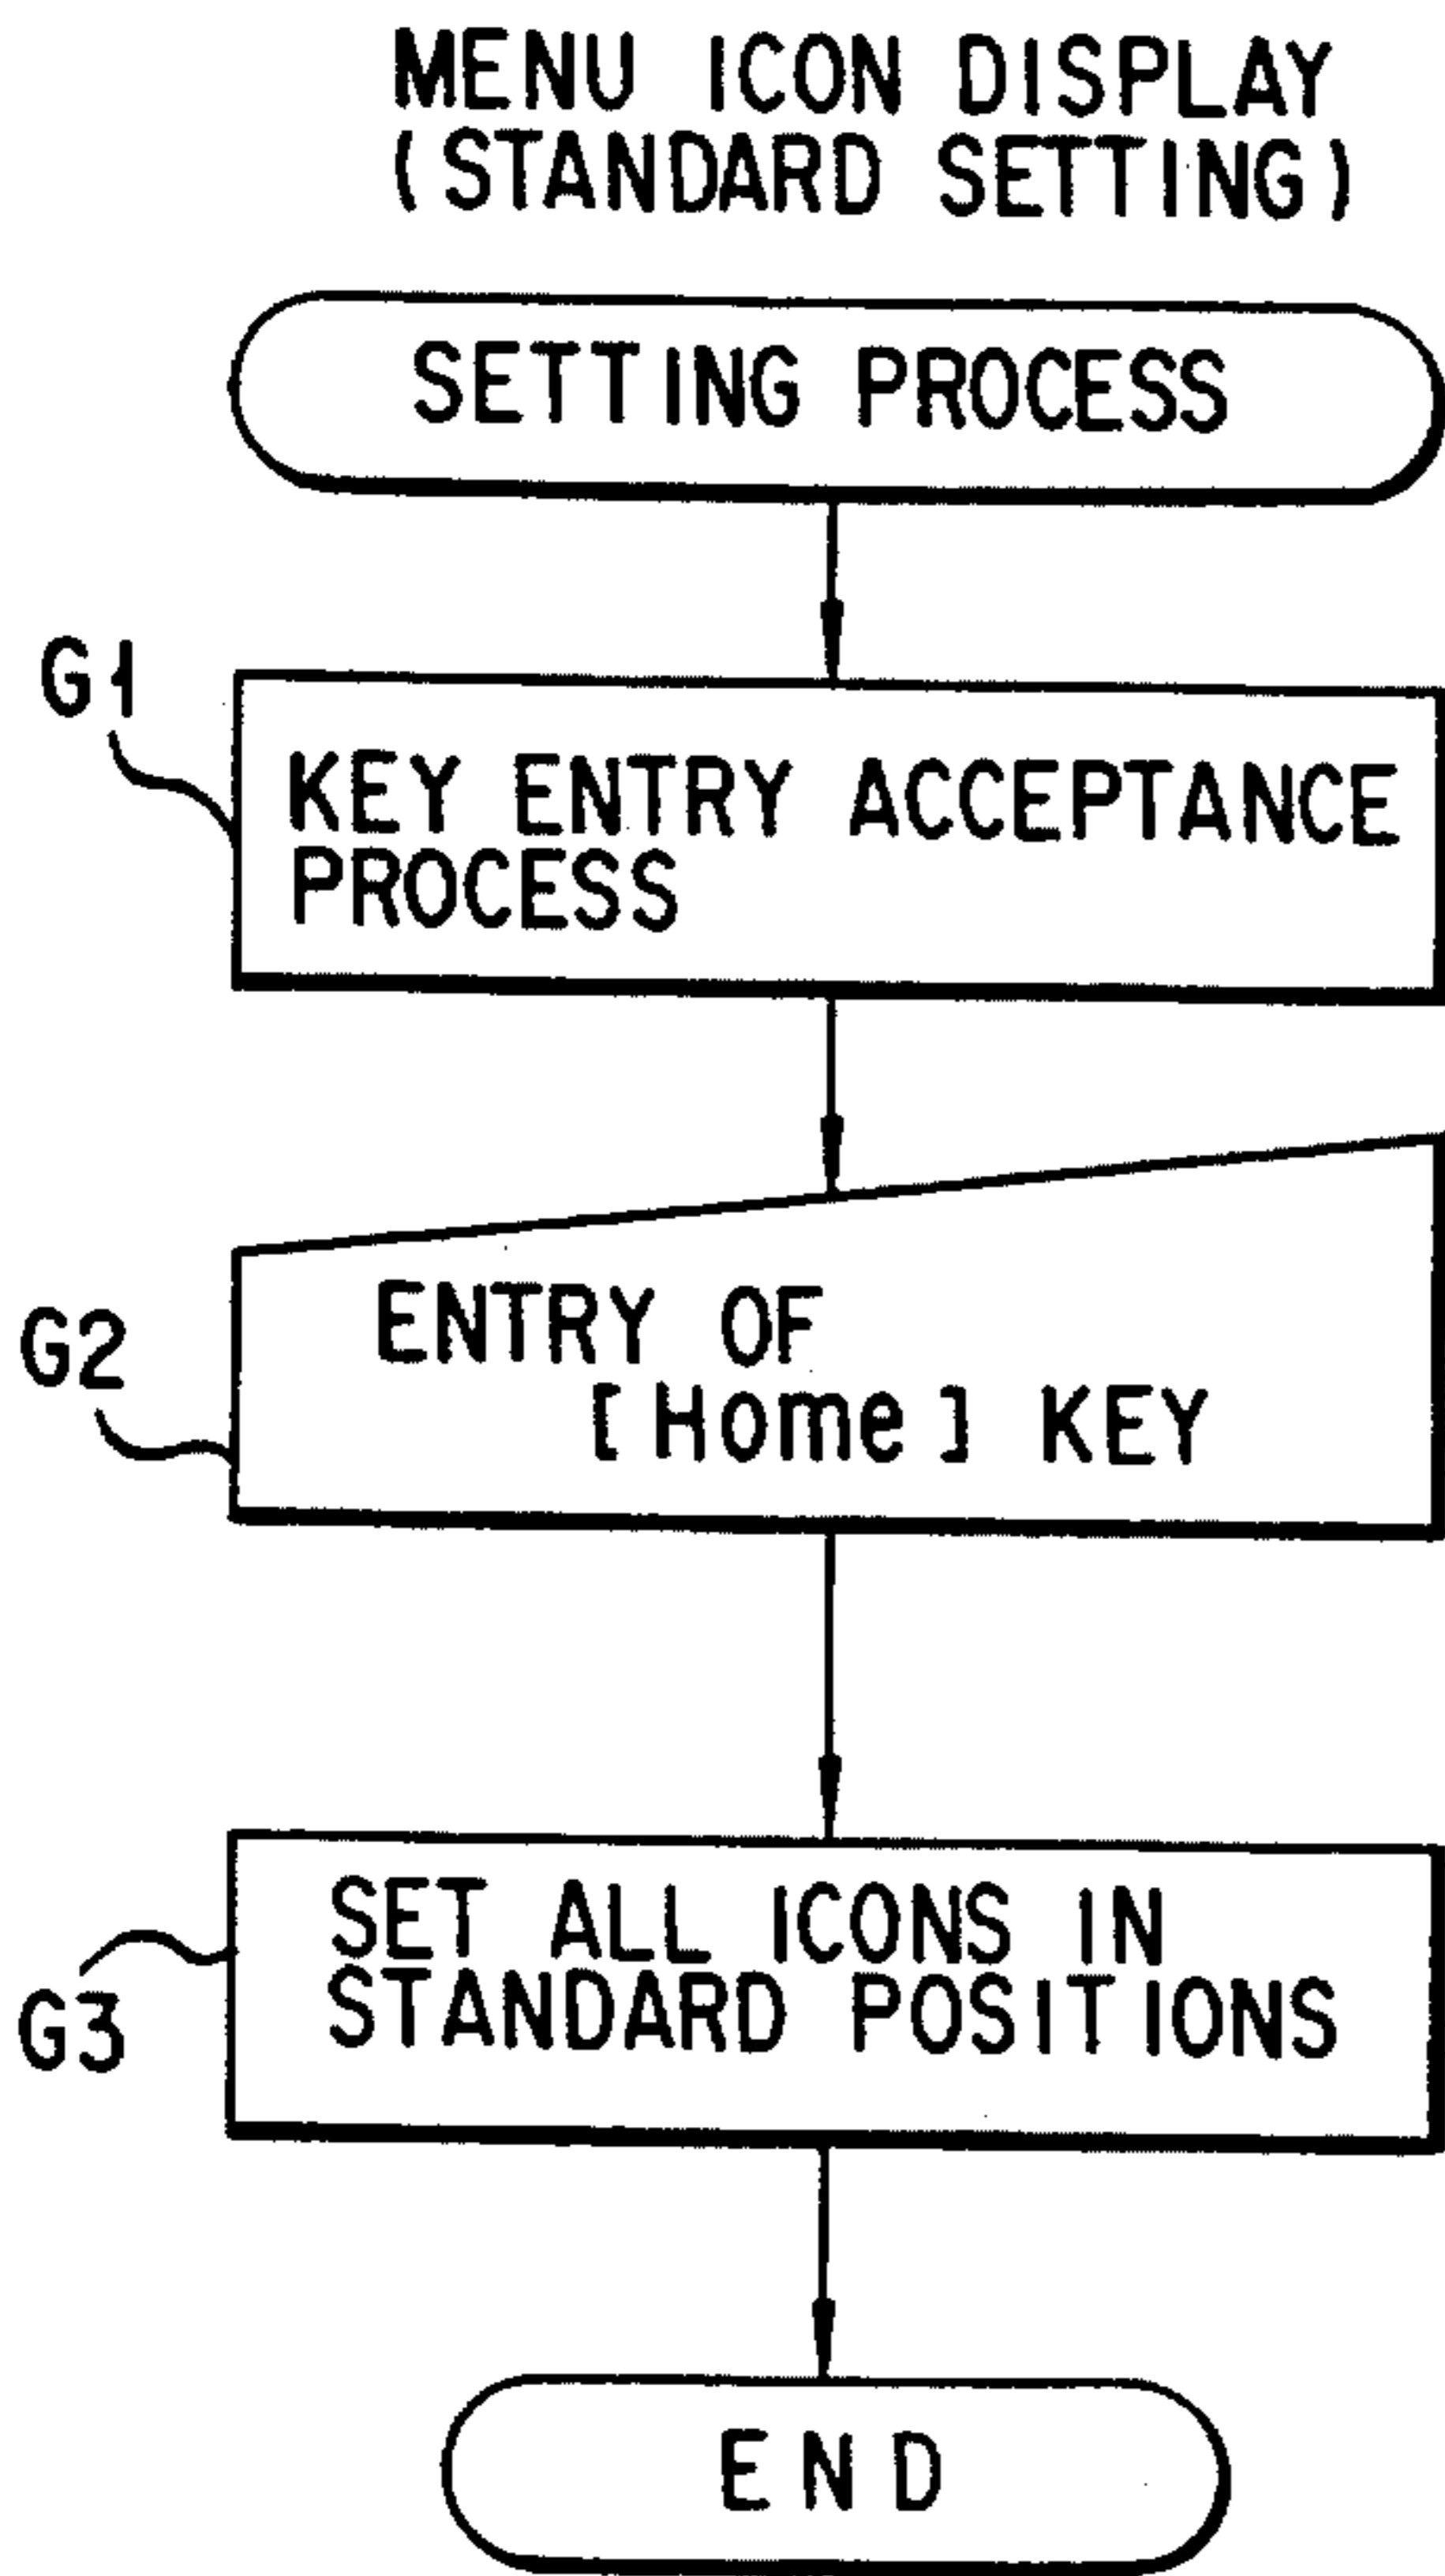 MENU ICON DISPLAY
(STANDARD SETTING)
SETTING PROCESS
G1
KEY ENTRY ACCEPTANCE
PROCESS
G2
ENTRY OF
[Home] KEY
G3
SET ALL ICONS IN
STANDARD POSITIONS
END